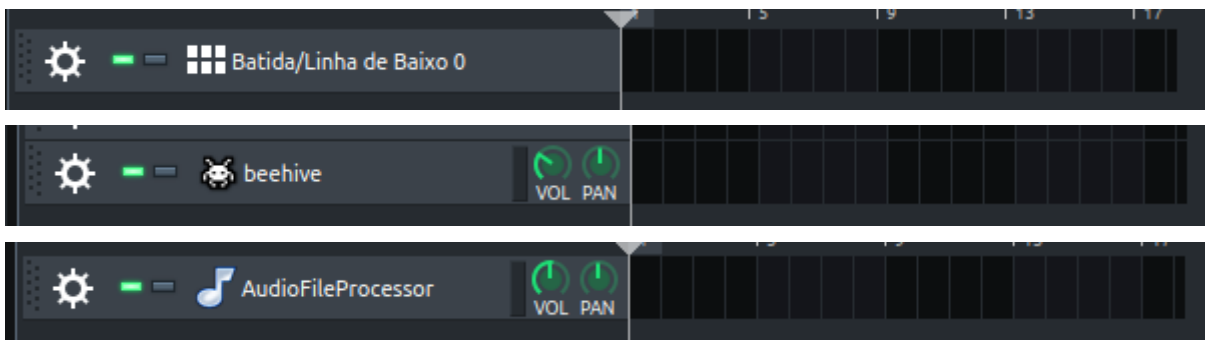 5 9 13 17
Batida/Linha de Baixo 0
beehive
VOL PAN
AudioFileProcessor
VOL PAN